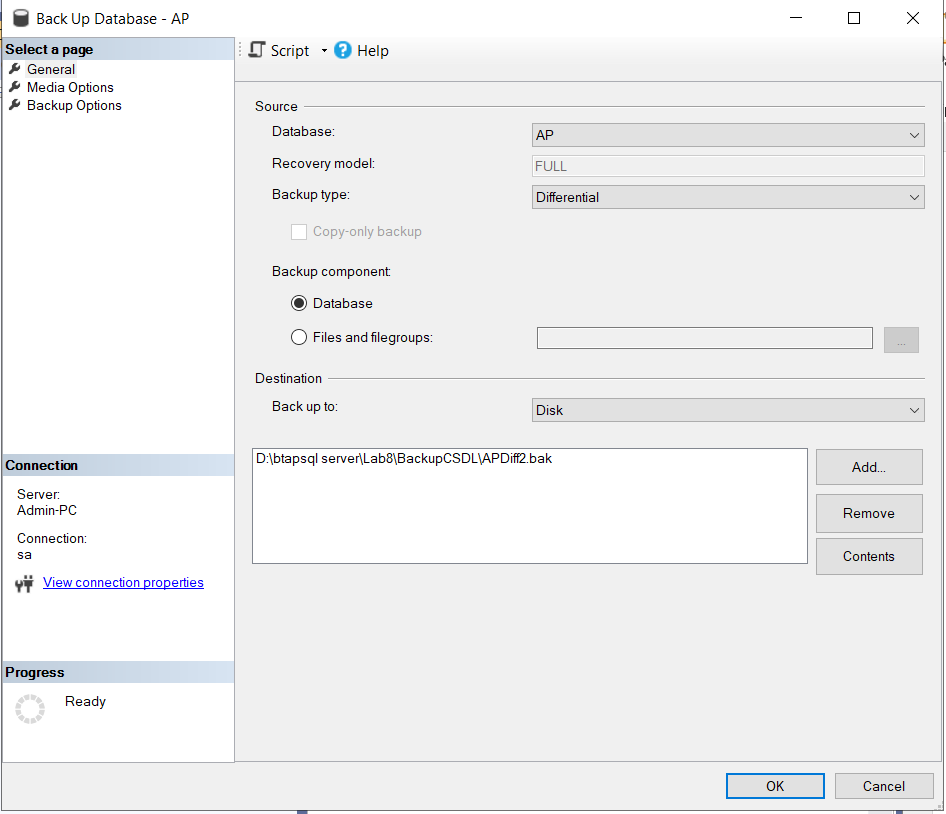 Back Up Database - AP
Select a page
General
Media Options
Backup Options
Script
Help
Source
Database:
AP
Recovery model:
FULL
Backup type:
Differential
Copy-only backup
Backup component:
Database
Files and filegroups:
...
Destination
Back up to:
Disk
D:\btapsql server\Lab8\BackupCSDL\APDiff2.bak
Add...
Remove
Contents
Connection
Server:
Admin-PC
Connection:
sa
View connection properties
Progress
Ready
OK
Cancel